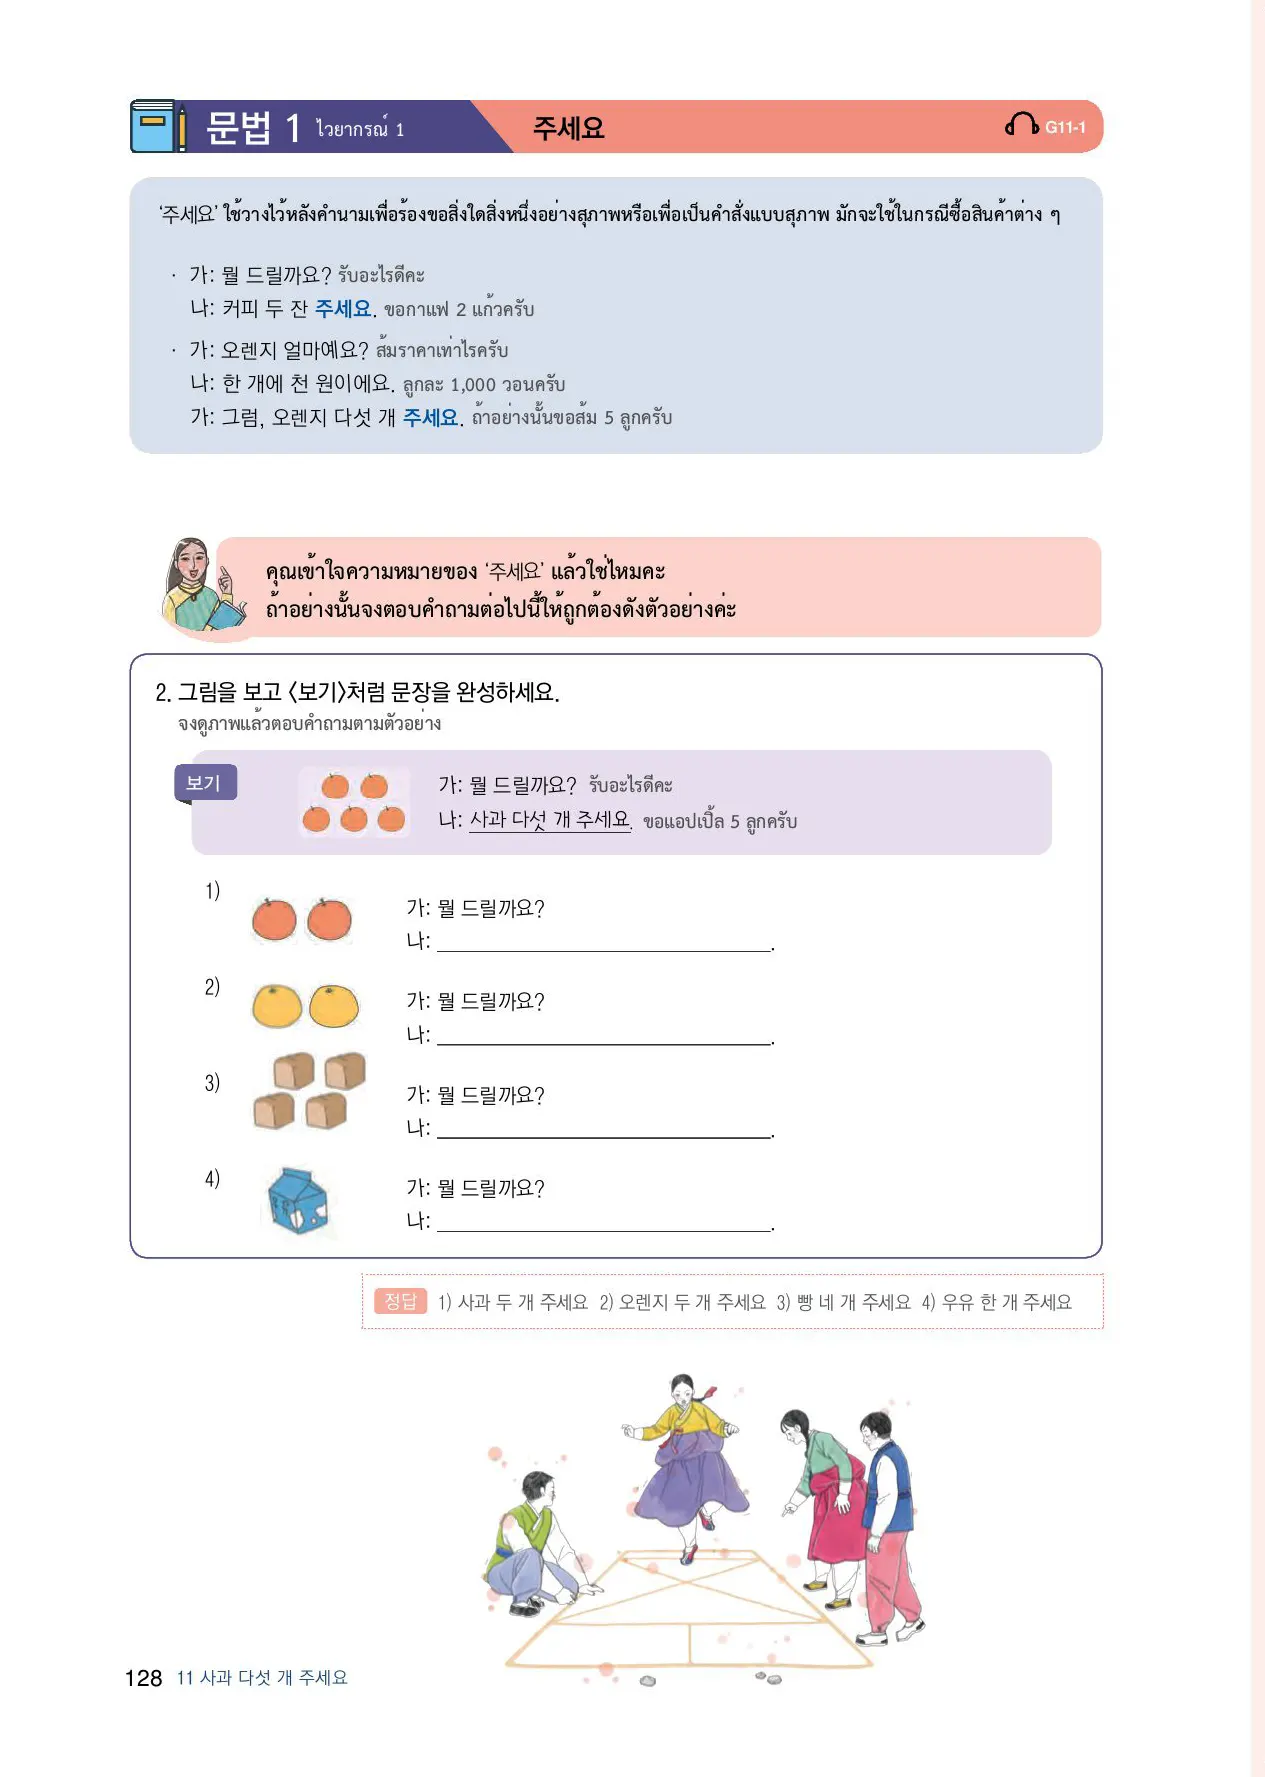 문법 1 ไวยากรณ์ 1 주세요 G11-1
‘주세요’ ใช้วางไว้หลังคำนามเพื่อร้องขอสิ่งใดสิ่งหนึ่งอย่างสุภาพหรือเพื่อเป็นคำสั่งแบบสุภาพ มักจะใช้ในกรณีซื้อสินค้าต่าง ๆ
· 가: 뭘 드릴까요? รับอะไรดีคะ
나: 커피 두 잔 주세요. ขอกาแฟ 2 แก้วครับ
· 가: 오렌지 얼마예요? ส้มราคาเท่าไรครับ
나: 한 개에 천 원이에요. ลูกละ 1,000 วอนครับ
가: 그럼, 오렌지 다섯 개 주세요. ถ้าอย่างนั้นขอส้ม 5 ลูกครับ
คุณเข้าใจความหมายของ ‘주세요’ แล้วใช่ไหมคะ
ถ้าอย่างนั้นจงตอบคำถามต่อไปนี้ให้ถูกต้องดังตัวอย่างค่ะ
2. 그림을 보고 〈보기〉처럼 문장을 완성하세요.
จงดูภาพแล้วตอบคำถามตามตัวอย่าง
보기
가: 뭘 드릴까요? รับอะไรดีคะ
나: 사과 다섯 개 주세요. ขอแอปเปิ้ล 5 ลูกครับ
1)
가: 뭘 드릴까요?
나: ______________________________.
2)
가: 뭘 드릴까요?
나: ______________________________.
3)
가: 뭘 드릴까요?
나: ______________________________.
4)
가: 뭘 드릴까요?
나: ______________________________.
정답 1) 사과 두 개 주세요 2) 오렌지 두 개 주세요 3) 빵 네 개 주세요 4) 우유 한 개 주세요
128 11 사과 다섯 개 주세요